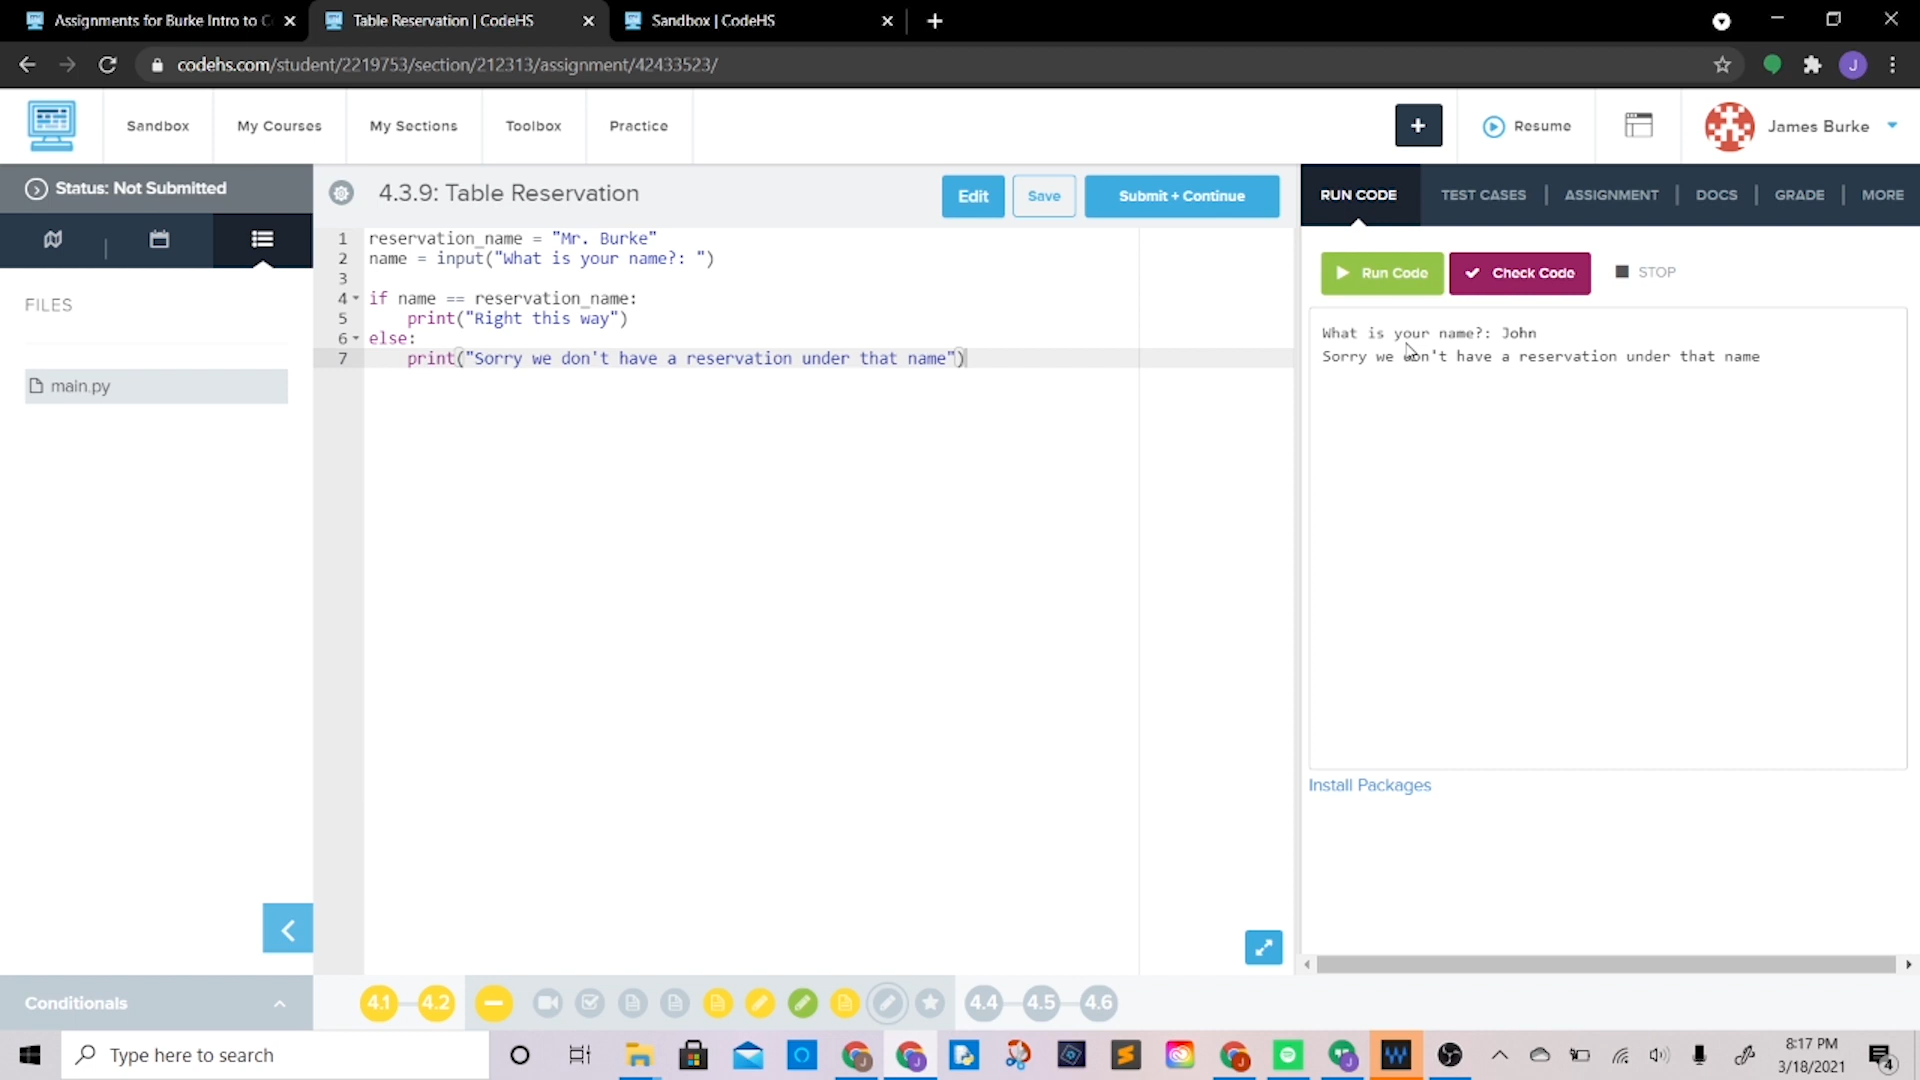 Assignments for Burke Intro to C
Table Reservation | CodeHS
Sandbox | CodeHS
codehs.com/student/2219753/section/212313/assignment/42433523/
J
Sandbox
My Courses
My Sections
Toolbox
Practice
+
Resume
James Burke
Status: Not Submitted
4.3.9: Table Reservation
Edit
Save
Submit + Continue
RUN CODE
TEST CASES
ASSIGNMENT
DOCS
GRADE
MORE
FILES
main.py
1 reservation_name = "Mr. Burke"
2 name = input("What is your name?: ")
3
4 if name == reservation_name:
5 print("Right this way")
6 else:
7 print("Sorry we don't have a reservation under that name")
Run Code
Check Code
STOP
What is your name?: John
Sorry we don't have a reservation under that name
Install Packages
Conditionals
4.1
4.2
4.4
4.5
4.6
Type here to search
8:17 PM
3/18/2021
4